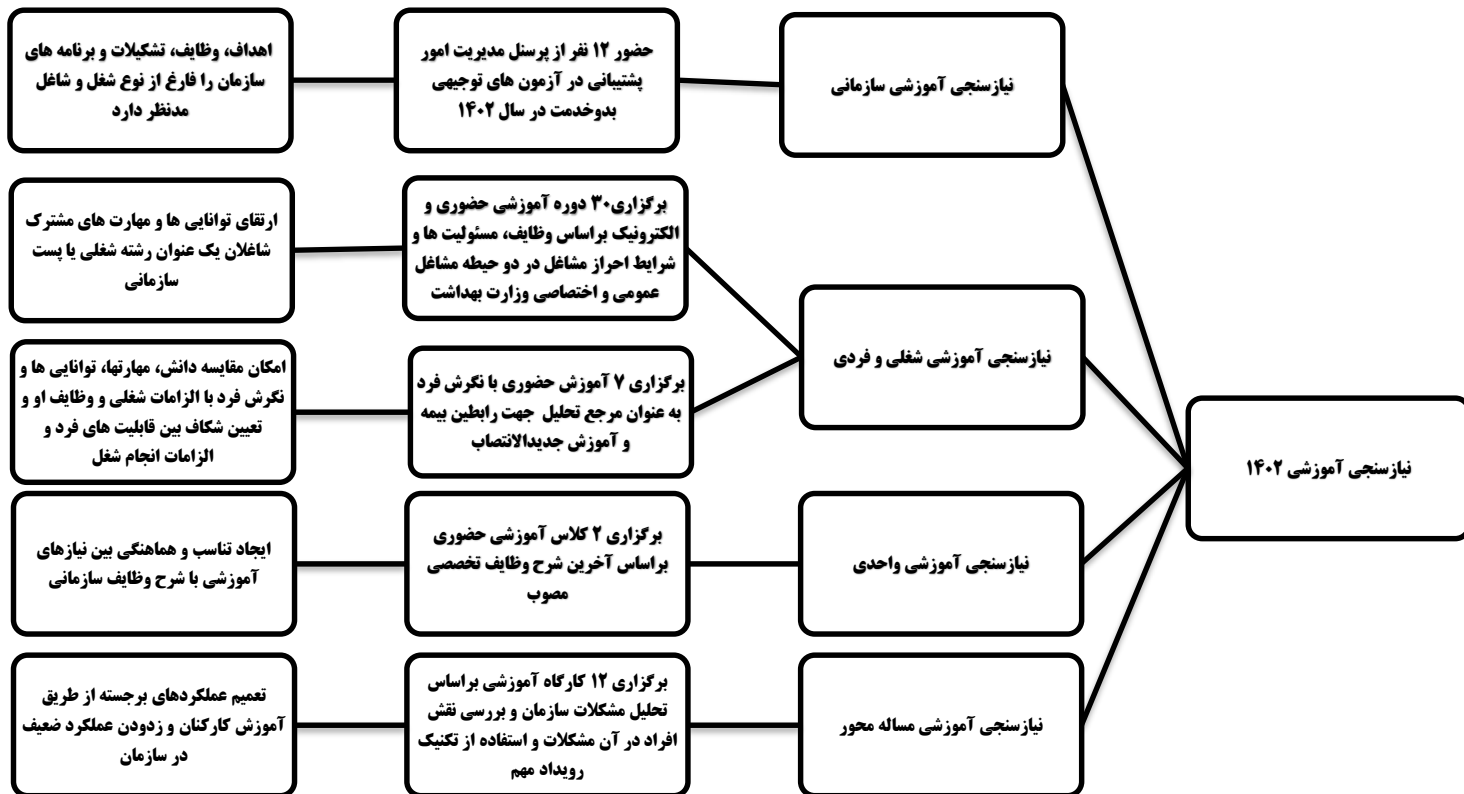 نیازسنجی آموزشی ۱۴۰۲
نیازسنجی آموزشی سازمانی
حضور ۱۲ نفر از پرسنل مدیریت امور
پشتیبانی در آزمون های توجیهی
بدوخدمت در سال ۱۴۰۲
اهداف، وظایف، تشکیلات و برنامه های
سازمان را فارغ از نوع شغل و شاغل
مدنظر دارد
نیازسنجی آموزشی شغلی و فردی
برگزاری۳۰ دوره آموزشی حضوری و
الکترونیک براساس وظایف، مسئولیت ها و
شرایط احراز مشاغل در دو حیطه مشاغل
عمومی و اختصاصی وزارت بهداشت
ارتقای توانایی ها و مهارت های مشترک
شاغلان یک عنوان رشته شغلی یا پست
سازمانی
برگزاری ۷ آموزش حضوری با نگرش فرد
به عنوان مرجع تحلیل جهت رابطین بیمه
و آموزش جدیدالانتصاب
امکان مقایسه دانش، مهارتها، توانایی ها و
نگرش فرد با الزامات شغلی و وظایف او و
تعیین شکاف بین قابلیت های فرد و
الزامات انجام شغل
نیازسنجی آموزشی واحدی
برگزاری ۲ کلاس آموزشی حضوری
براساس آخرین شرح وظایف تخصصی
مصوب
ایجاد تناسب و هماهنگی بین نیازهای
آموزشی با شرح وظایف سازمانی
نیازسنجی آموزشی مساله محور
برگزاری ۱۲ کارگاه آموزشی براساس
تحلیل مشکلات سازمان و بررسی نقش
افراد در آن مشکلات و استفاده از تکنیک
رویداد مهم
تعمیم عملکردهای برجسته از طریق
آموزش کارکنان و زدودن عملکرد ضعیف
در سازمان